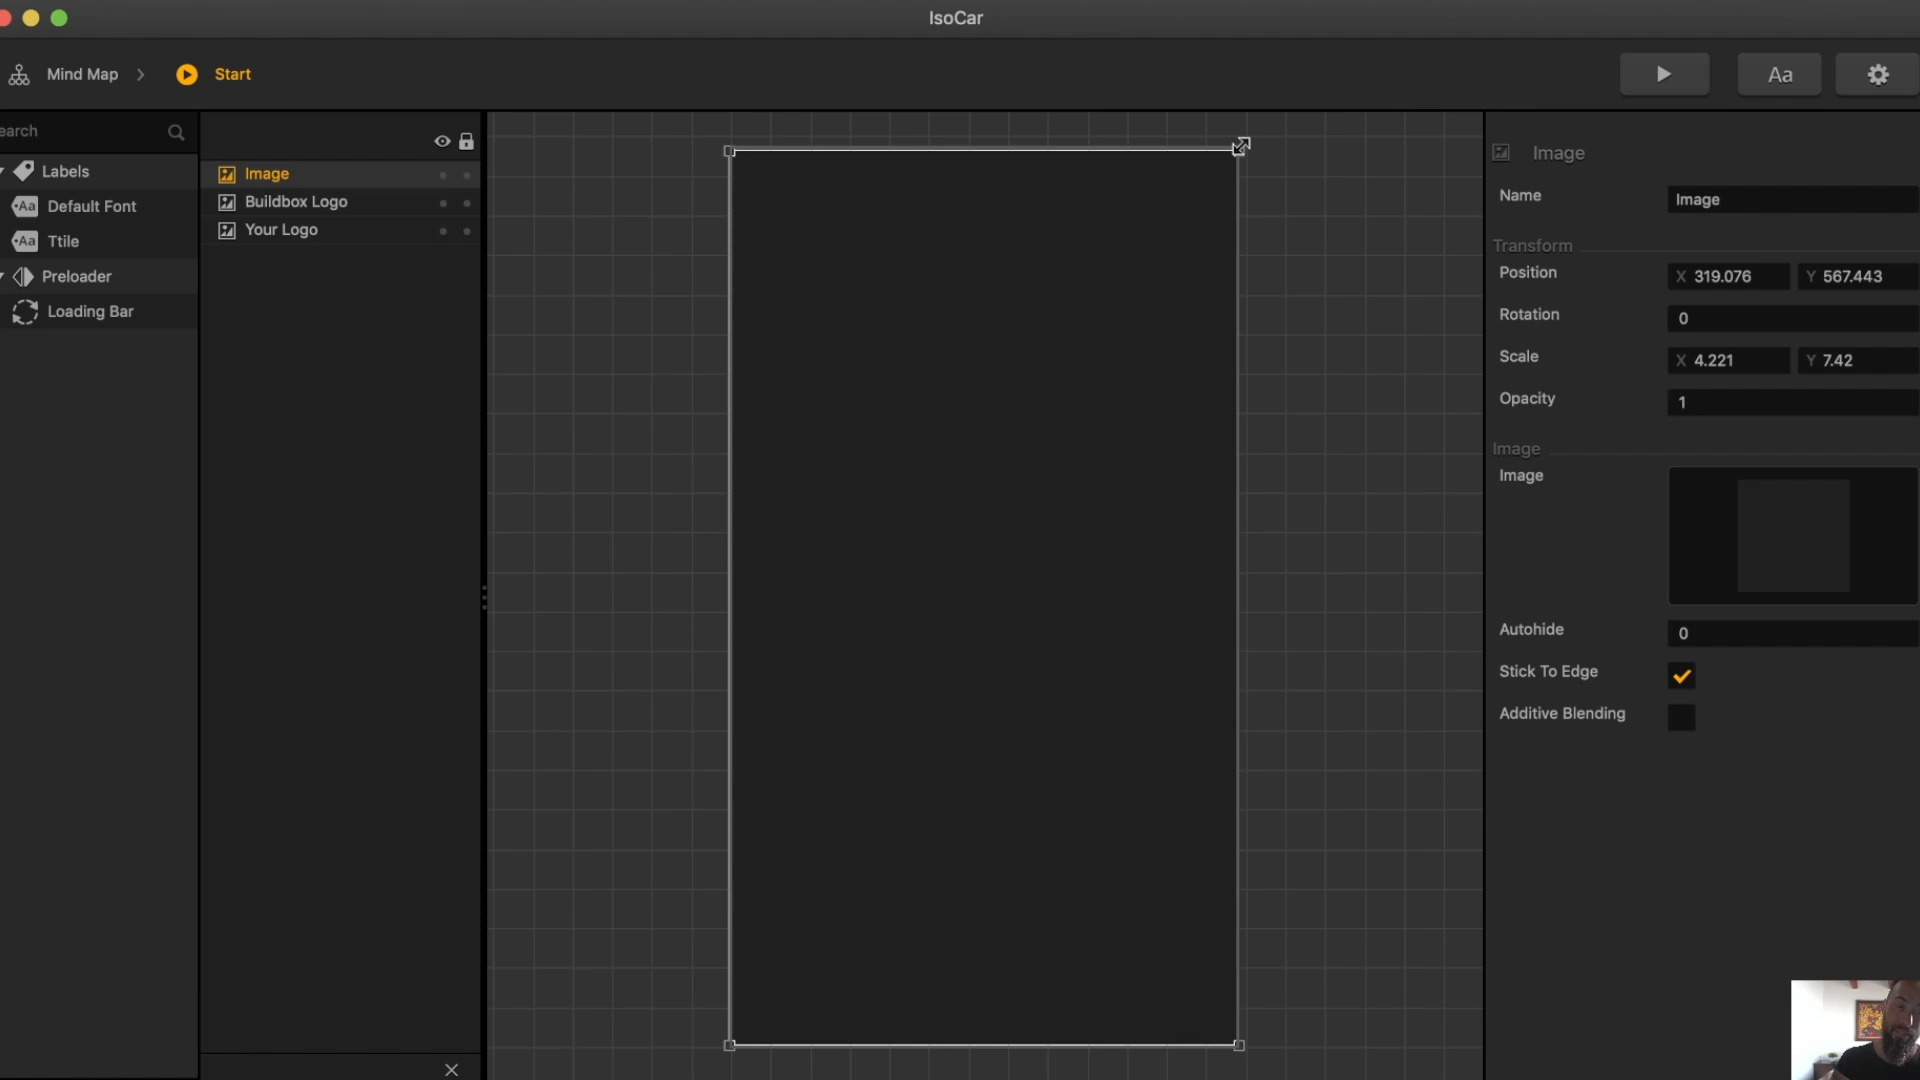 IsoCar
Mind Map
Start
Aa
earch
Labels
Aa Default Font
Aa Ttile
Preloader
Loading Bar
Image
Buildbox Logo
Your Logo
Image
Name Image
Transform
Position X 319.076 Y 567.443
Rotation 0
Scale X 4.221 Y 7.42
Opacity 1
Image
Image
Autohide 0
Stick To Edge
Additive Blending